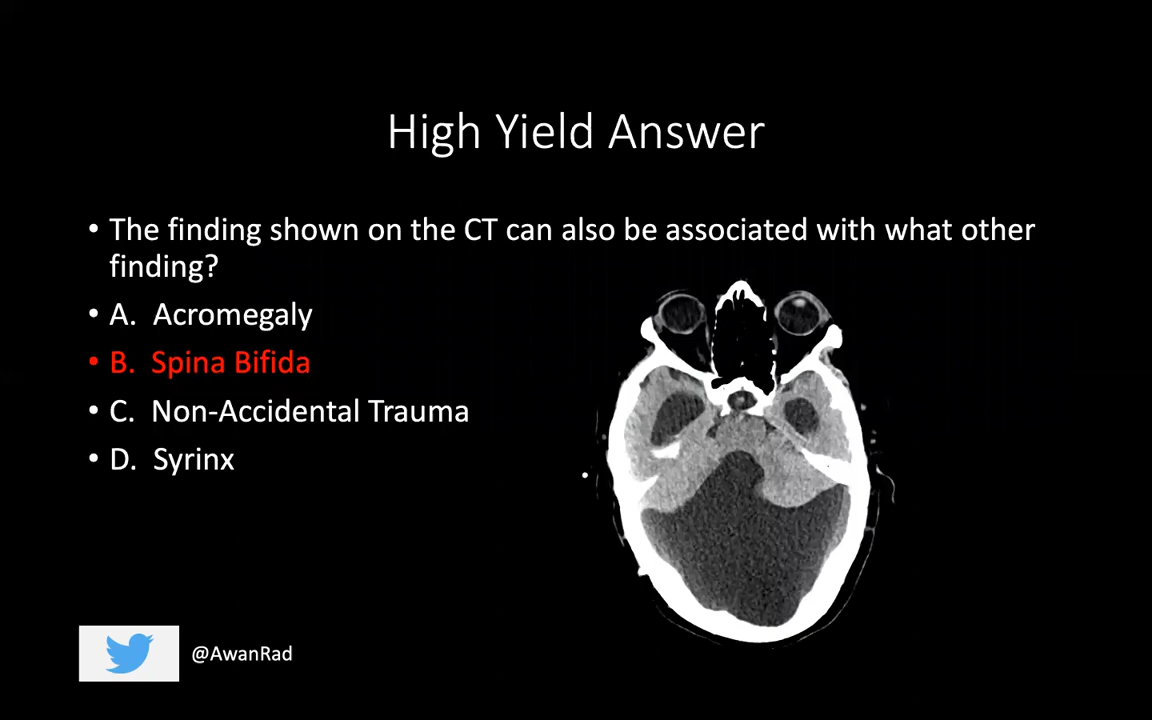 High Yield Answer
• The finding shown on the CT can also be associated with what other
finding?
• A. Acromegaly
• B. Spina Bifida
• C. Non-Accidental Trauma
• D. Syrinx
@AwanRad